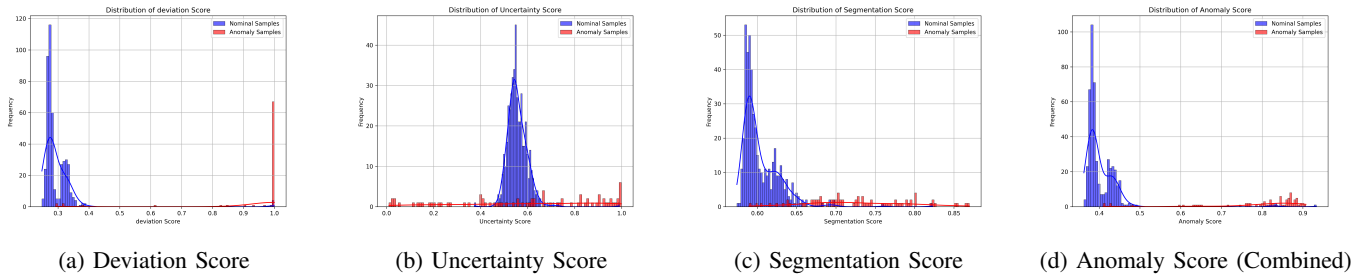 Distribution of deviation Score
Nominal Samples
Anomaly Samples
Frequency
120
100
80
60
40
20
0
0.3
0.4
0.5
0.6
0.7
0.8
0.9
1.0
deviation Score
(a) Deviation Score
Distribution of Uncertainty Score
Nominal Samples
Anomaly Samples
Frequency
40
30
20
10
0
0.0
0.2
0.4
0.6
0.8
1.0
Uncertainty Score
(b) Uncertainty Score
Distribution of Segmentation Score
Nominal Samples
Anomaly Samples
Frequency
50
40
30
20
10
0
0.60
0.65
0.70
0.75
0.80
0.85
Segmentation Score
(c) Segmentation Score
Distribution of Anomaly Score
Nominal Samples
Anomaly Samples
Frequency
100
80
60
40
20
0
0.4
0.5
0.6
0.7
0.8
0.9
Anomaly Score
(d) Anomaly Score (Combined)